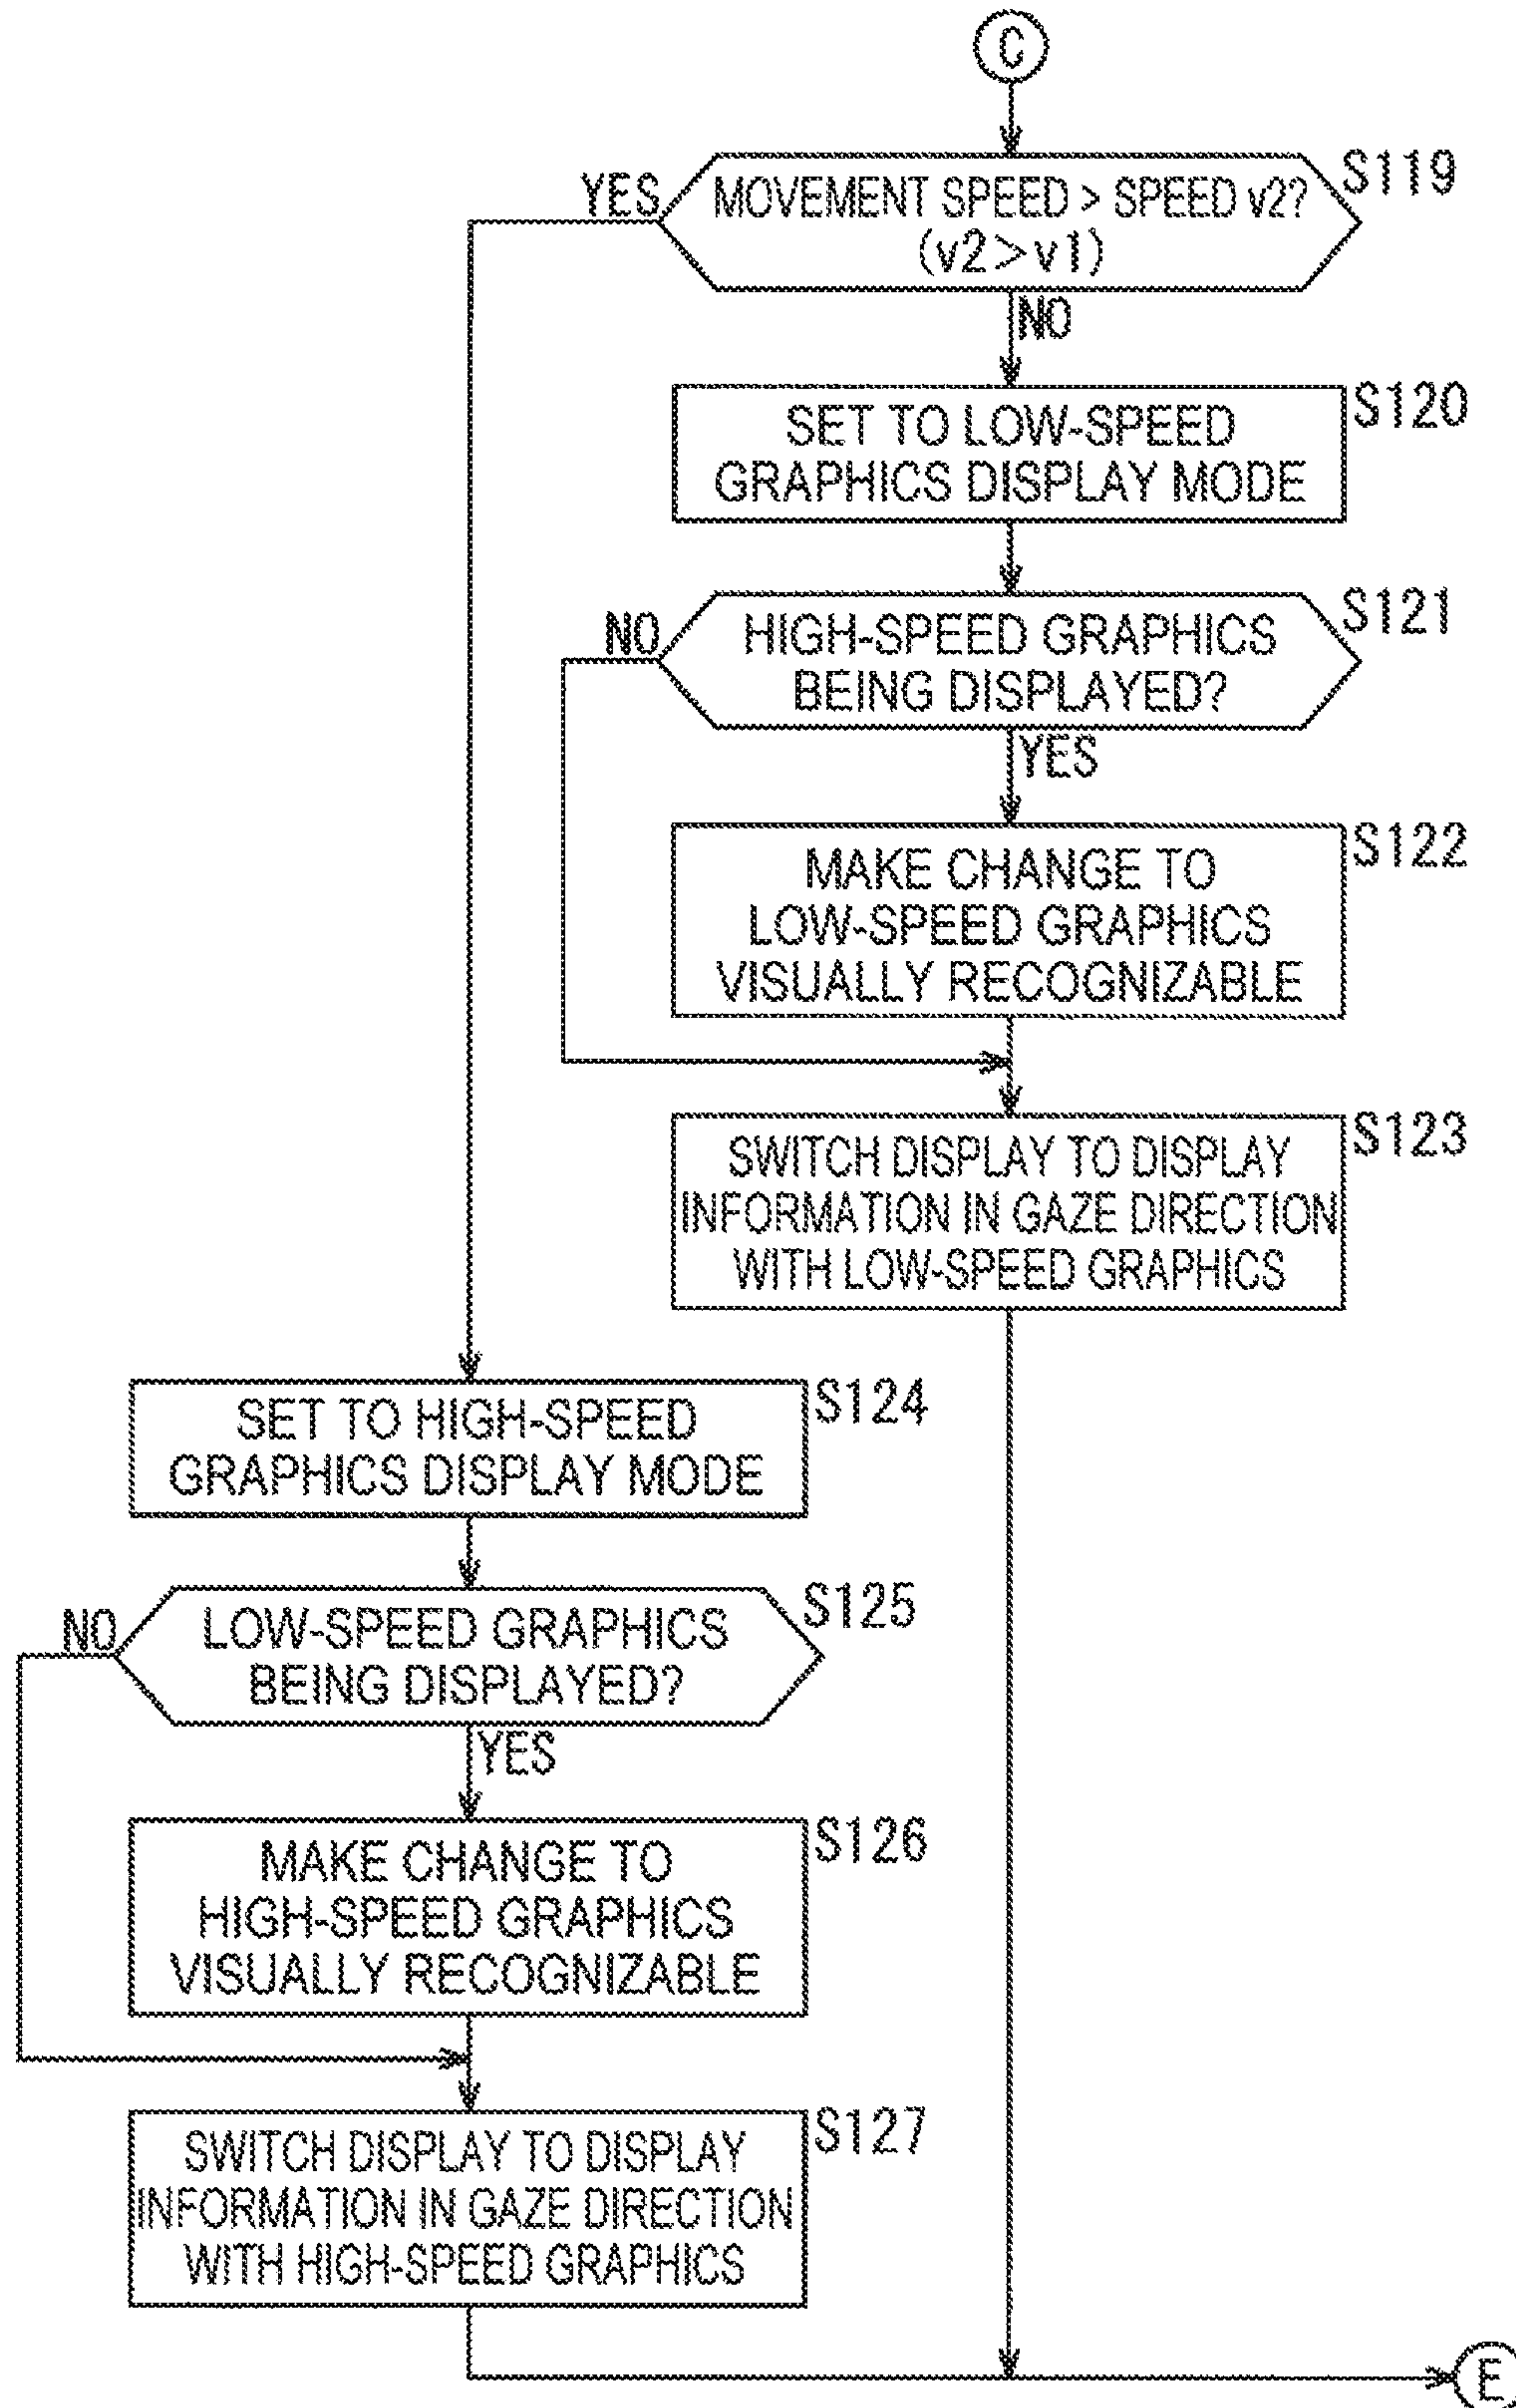 C
S119
YES
MOVEMENT SPEED > SPEED v2?
(v2>v1)
NO
S120
SET TO LOW-SPEED
GRAPHICS DISPLAY MODE
S121
NO
HIGH-SPEED GRAPHICS
BEING DISPLAYED?
YES
S122
MAKE CHANGE TO
LOW-SPEED GRAPHICS
VISUALLY RECOGNIZABLE
S123
SWITCH DISPLAY TO DISPLAY
INFORMATION IN GAZE DIRECTION
WITH LOW-SPEED GRAPHICS
S124
SET TO HIGH-SPEED
GRAPHICS DISPLAY MODE
S125
NO
LOW-SPEED GRAPHICS
BEING DISPLAYED?
YES
S126
MAKE CHANGE TO
HIGH-SPEED GRAPHICS
VISUALLY RECOGNIZABLE
S127
SWITCH DISPLAY TO DISPLAY
INFORMATION IN GAZE DIRECTION
WITH HIGH-SPEED GRAPHICS
E